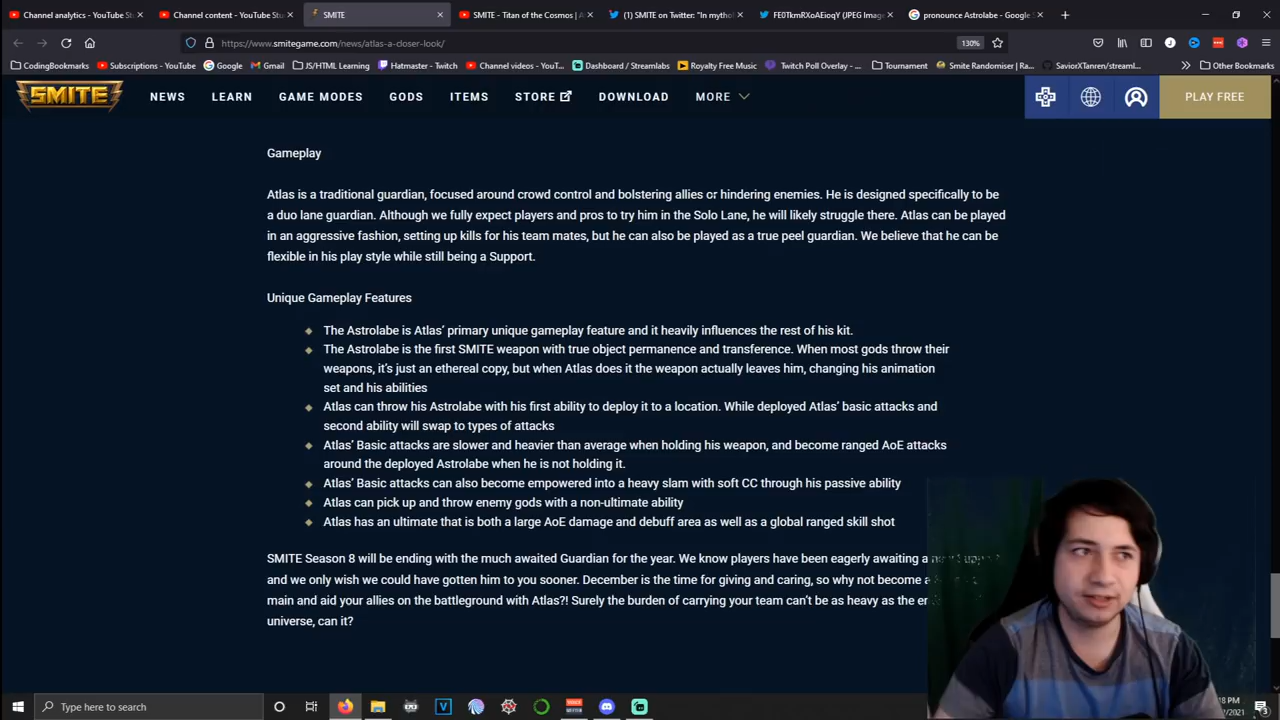 Channel analytics - YouTube St
Channel content - YouTube Stu
SMITE
SMITE - Titan of the Cosmos | A
(1) SMITE on Twitter: "In mytho
FE0TkmRXoAEioqY (JPEG Imag
pronounce Astrolabe - Google S
https://www.smitegame.com/news/atlas-a-closer-look/
130%
CodingBookmarks
Subscriptions - YouTube
Google
Gmail
JS/HTML Learning
Hatmaster - Twitch
Channel videos - YouT...
Dashboard / Streamlabs
Royalty Free Music
Twitch Poll Overlay - ...
Tournament
Smite Randomiser | Ra...
SaviorXTanren/streaml...
Other Bookmarks
SMITE
NEWS
LEARN
GAME MODES
GODS
ITEMS
STORE
DOWNLOAD
MORE
PLAY FREE
Gameplay
Atlas is a traditional guardian, focused around crowd control and bolstering allies or hindering enemies. He is designed specifically to be
a duo lane guardian. Although we fully expect players and pros to try him in the Solo Lane, he will likely struggle there. Atlas can be played
in an aggressive fashion, setting up kills for his team mates, but he can also be played as a true peel guardian. We believe that he can be
flexible in his play style while still being a Support.
Unique Gameplay Features
The Astrolabe is Atlas' primary unique gameplay feature and it heavily influences the rest of his kit.
The Astrolabe is the first SMITE weapon with true object permanence and transference. When most gods throw their
weapons, it's just an ethereal copy, but when Atlas does it the weapon actually leaves him, changing his animation
set and his abilities
Atlas can throw his Astrolabe with his first ability to deploy it to a location. While deployed Atlas' basic attacks and
second ability will swap to types of attacks
Atlas' Basic attacks are slower and heavier than average when holding his weapon, and become ranged AoE attacks
around the deployed Astrolabe when he is not holding it.
Atlas' Basic attacks can also become empowered into a heavy slam with soft CC through his passive ability
Atlas can pick up and throw enemy gods with a non-ultimate ability
Atlas has an ultimate that is both a large AoE damage and debuff area as well as a global ranged skill shot
SMITE Season 8 will be ending with the much awaited Guardian for the year. We know players have been eagerly awaiting a
and we only wish we could have gotten him to you sooner. December is the time for giving and caring, so why not become a
main and aid your allies on the battleground with Atlas?! Surely the burden of carrying your team can't be as heavy as the
universe, can it?
Type here to search